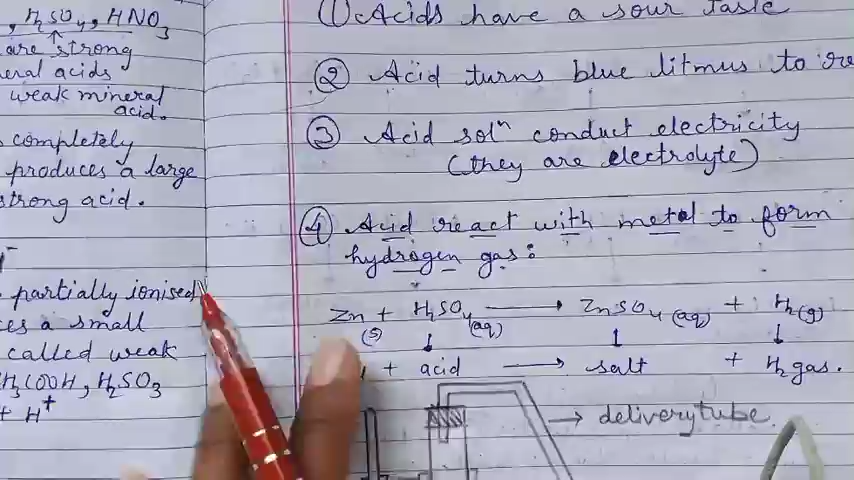 , H₂SO₄, HNO₃
are strong
eral acids
weak mineral
acid.
completely
produces a large
strong acid.
partially ionised
es a small
called weak
H₃COOH, H₂SO₃
+ H⁺
① Acids have a sour taste
② Acid turns blue litmus to re
③ Acid solⁿ conduct electricity
(they are electrolyte)
④ Acid react with metal to form
hydrogen gas:
Zn(s) + H₂SO₄(aq) → ZnSO₄(aq) + H₂(g)
+ acid → salt + H₂ gas.
→ delivery tube